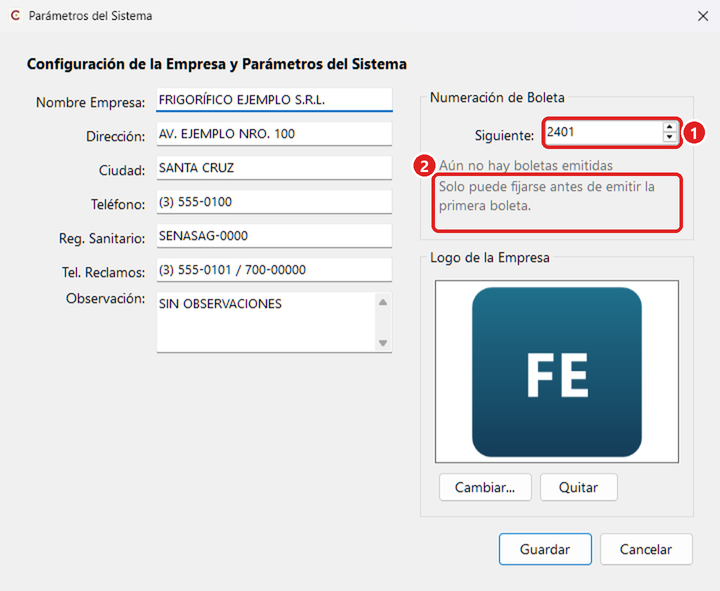 Parámetros del Sistema
Configuración de la Empresa y Parámetros del Sistema
Nombre Empresa: FRIGORÍFICO EJEMPLO S.R.L.
Dirección: AV. EJEMPLO NRO. 100
Ciudad: SANTA CRUZ
Teléfono: (3) 555-0100
Reg. Sanitario: SENASAG-0000
Tel. Reclamos: (3) 555-0101 / 700-00000
Observación: SIN OBSERVACIONES
Numeración de Boleta
Siguiente: 2401 1
2 Aún no hay boletas emitidas
Solo puede fijarse antes de emitir la
primera boleta.
Logo de la Empresa
FE
Cambiar... Quitar
Guardar Cancelar